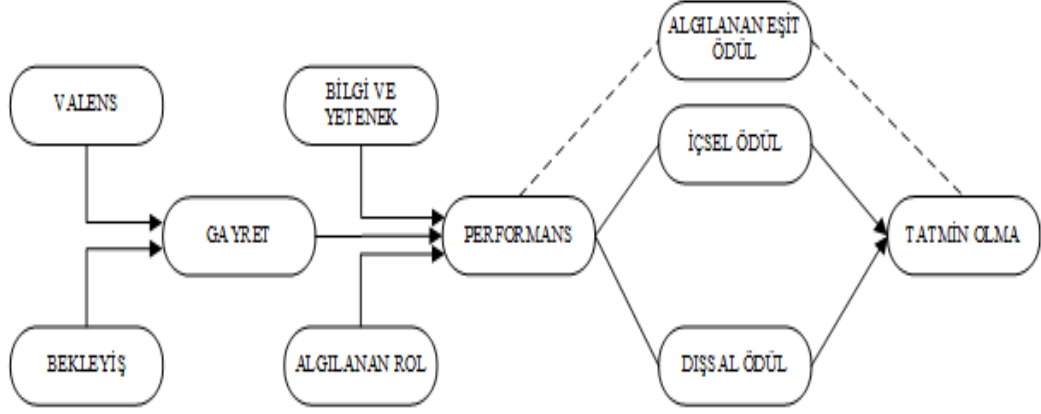 VALENS
BEKLEYİŞ
GAYRET
BİLGİ VE
YETENEK
ALGILANAN ROL
PERFORMANS
ALGILANAN EŞİT
ÖDÜL
İÇSEL ÖDÜL
DIŞSAL ÖDÜL
TATMİN OLMA